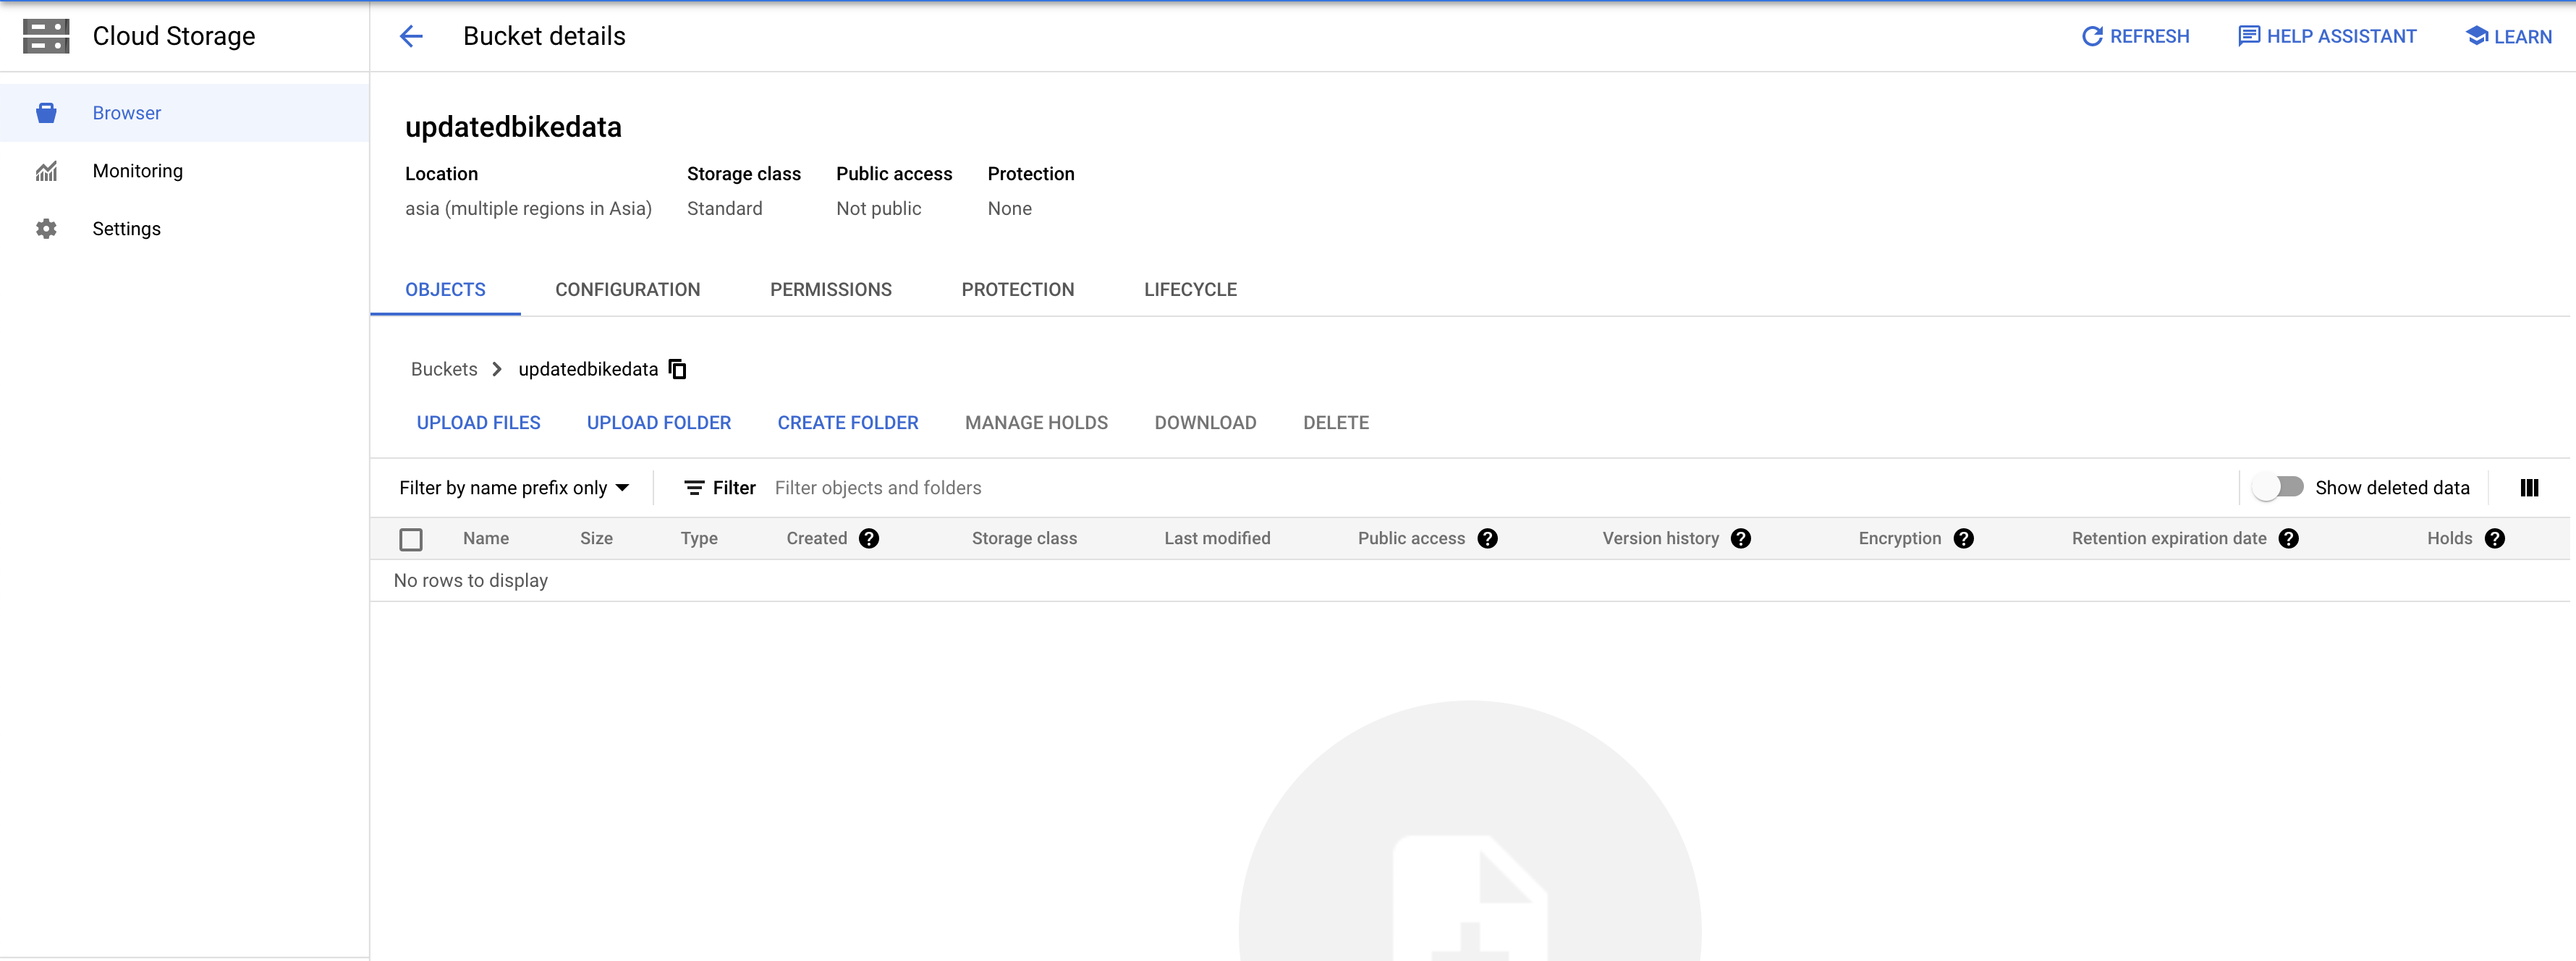 Cloud Storage
Bucket details
REFRESH
HELP ASSISTANT
LEARN
Browser
Monitoring
Settings
updatedbikedata
Location Storage class Public access Protection
asia (multiple regions in Asia) Standard Not public None
OBJECTS CONFIGURATION PERMISSIONS PROTECTION LIFECYCLE
Buckets > updatedbikedata
UPLOAD FILES UPLOAD FOLDER CREATE FOLDER MANAGE HOLDS DOWNLOAD DELETE
Filter by name prefix only Filter Filter objects and folders Show deleted data
Name Size Type Created ? Storage class Last modified Public access ? Version history ? Encryption ? Retention expiration date ? Holds ?
No rows to display